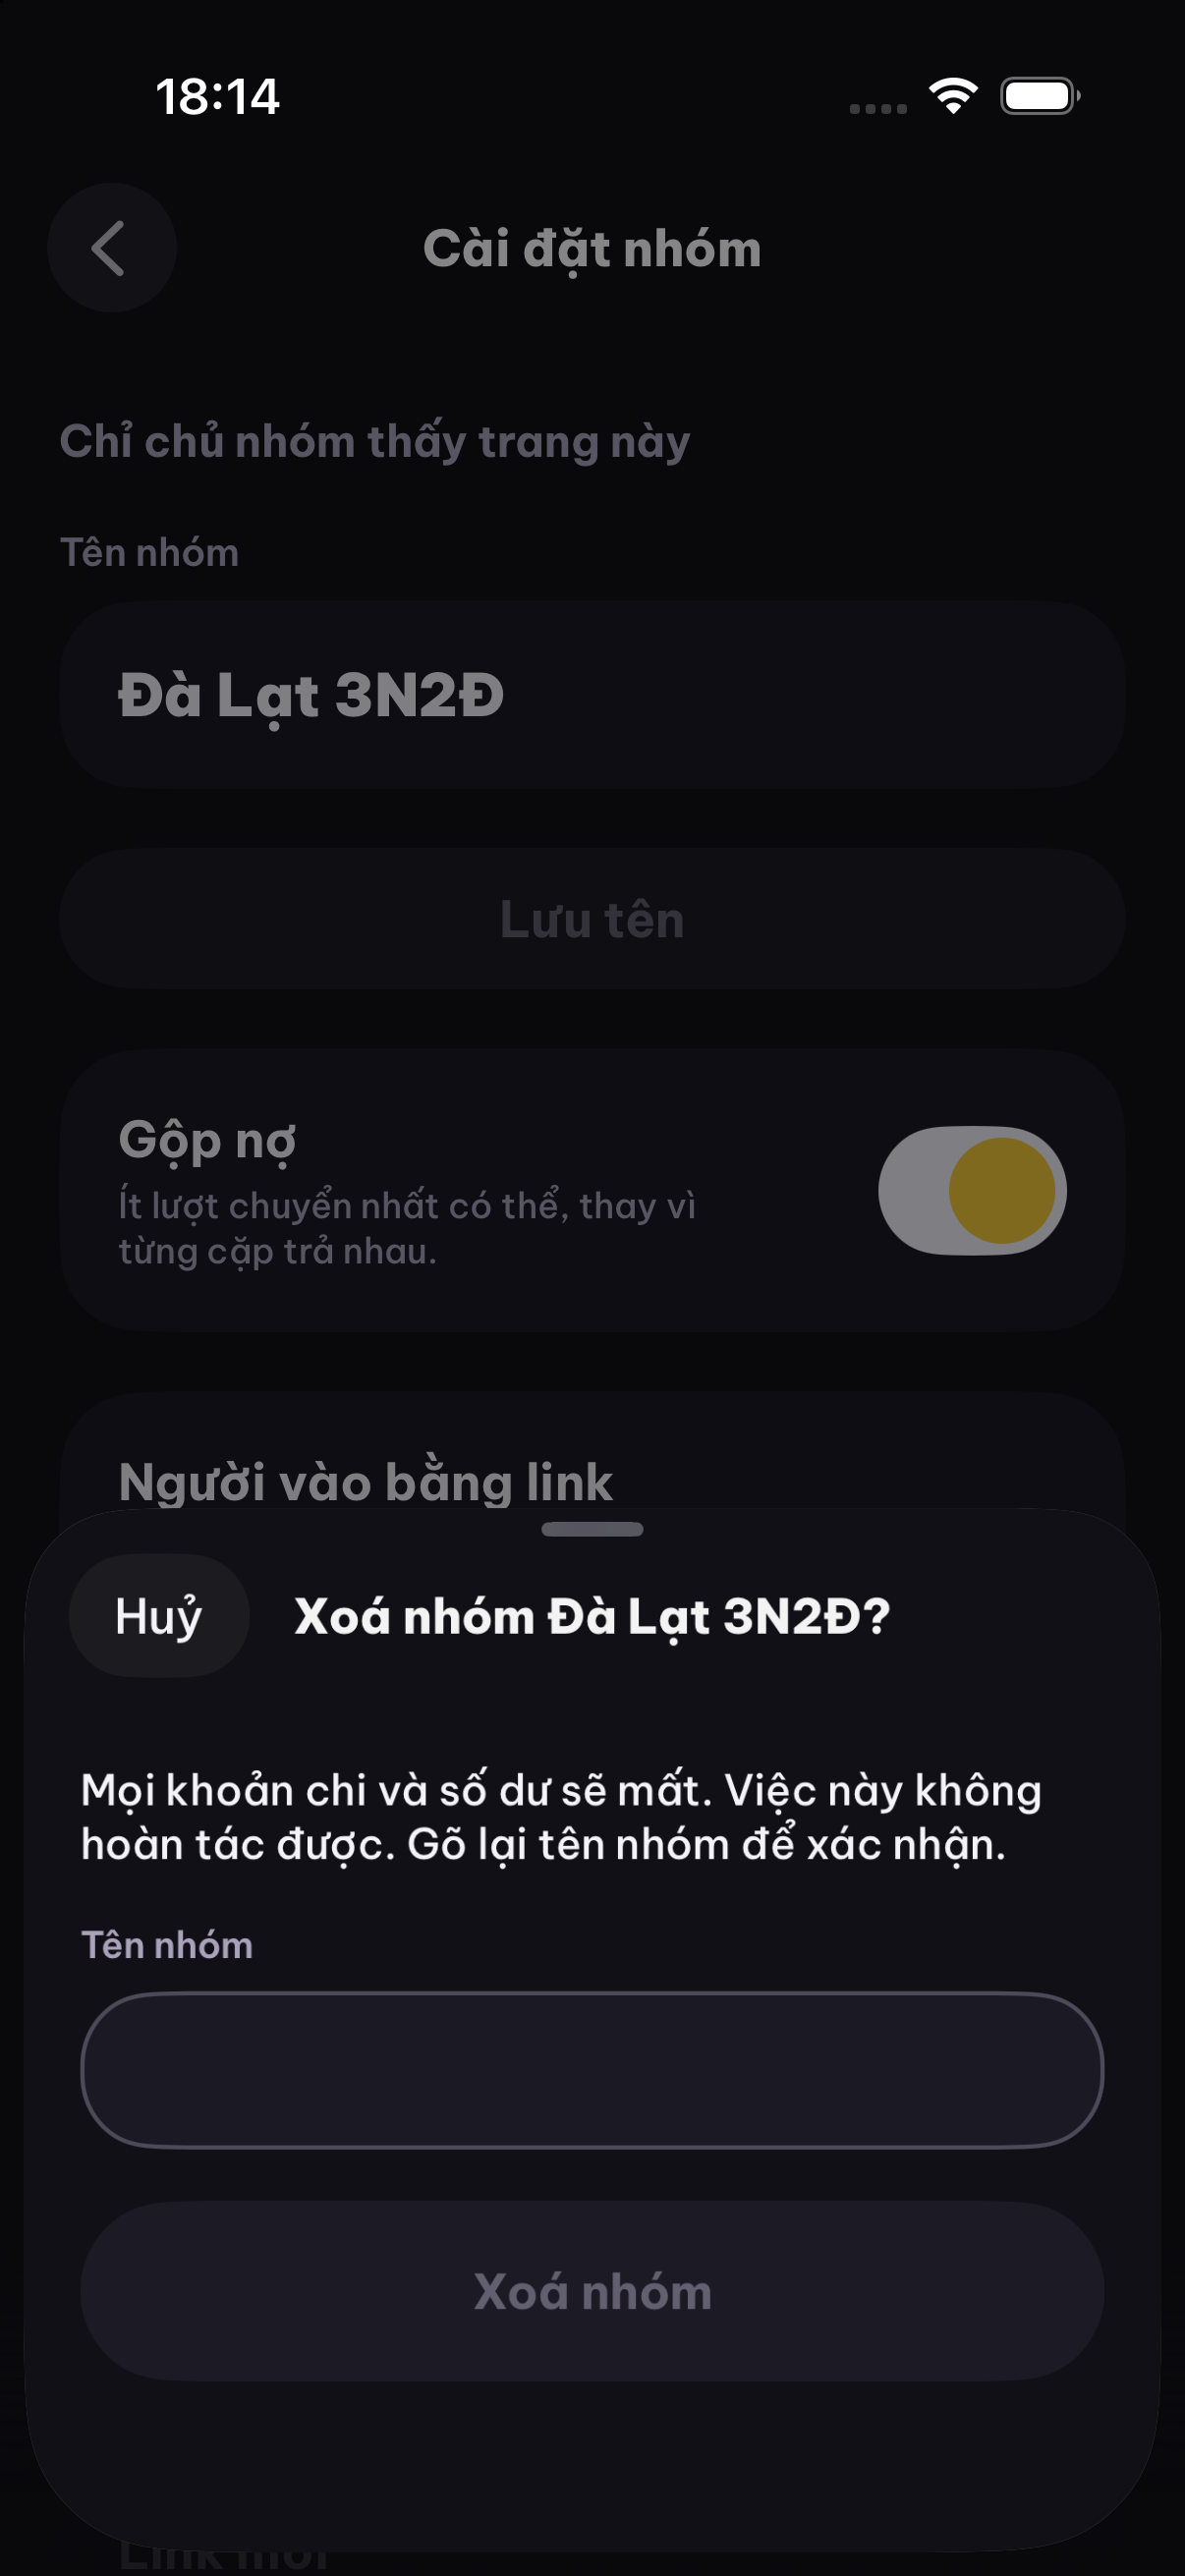 18:14
Cài đặt nhóm
Chỉ chủ nhóm thấy trang này
Tên nhóm
Đà Lạt 3N2Đ
Lưu tên
Gộp nợ
Ít lượt chuyển nhất có thể, thay vì
từng cặp trả nhau.
Người vào bằng link
Huỷ
Xoá nhóm Đà Lạt 3N2Đ?
Mọi khoản chi và số dư sẽ mất. Việc này không
hoàn tác được. Gõ lại tên nhóm để xác nhận.
Tên nhóm
Xoá nhóm